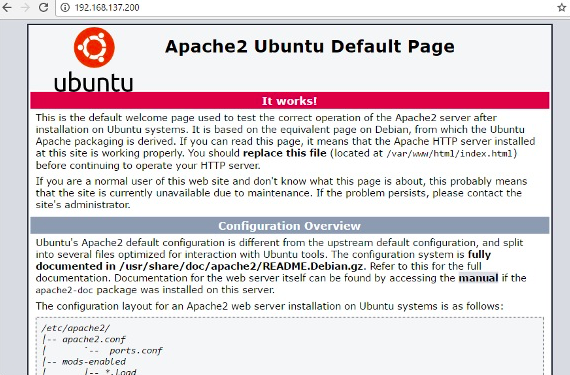 192.168.137.200
Apache2 Ubuntu Default Page
ubuntu
It works!
This is the default welcome page used to test the correct operation of the Apache2 server after
installation on Ubuntu systems. It is based on the equivalent page on Debian, from which the Ubuntu
Apache packaging is derived. If you can read this page, it means that the Apache HTTP server installed
at this site is working properly. You should replace this file (located at /var/www/html/index.html)
before continuing to operate your HTTP server.
If you are a normal user of this web site and don't know what this page is about, this probably means
that the site is currently unavailable due to maintenance. If the problem persists, please contact the
site's administrator.
Configuration Overview
Ubuntu's Apache2 default configuration is different from the upstream default configuration, and split
into several files optimized for interaction with Ubuntu tools. The configuration system is fully
documented in /usr/share/doc/apache2/README.Debian.gz. Refer to this for the full
documentation. Documentation for the web server itself can be found by accessing the manual if the
apache2-doc package was installed on this server.
The configuration layout for an Apache2 web server installation on Ubuntu systems is as follows:
/etc/apache2/
|-- apache2.conf
|       `--  ports.conf
|-- mods-enabled
|       |-- *.load